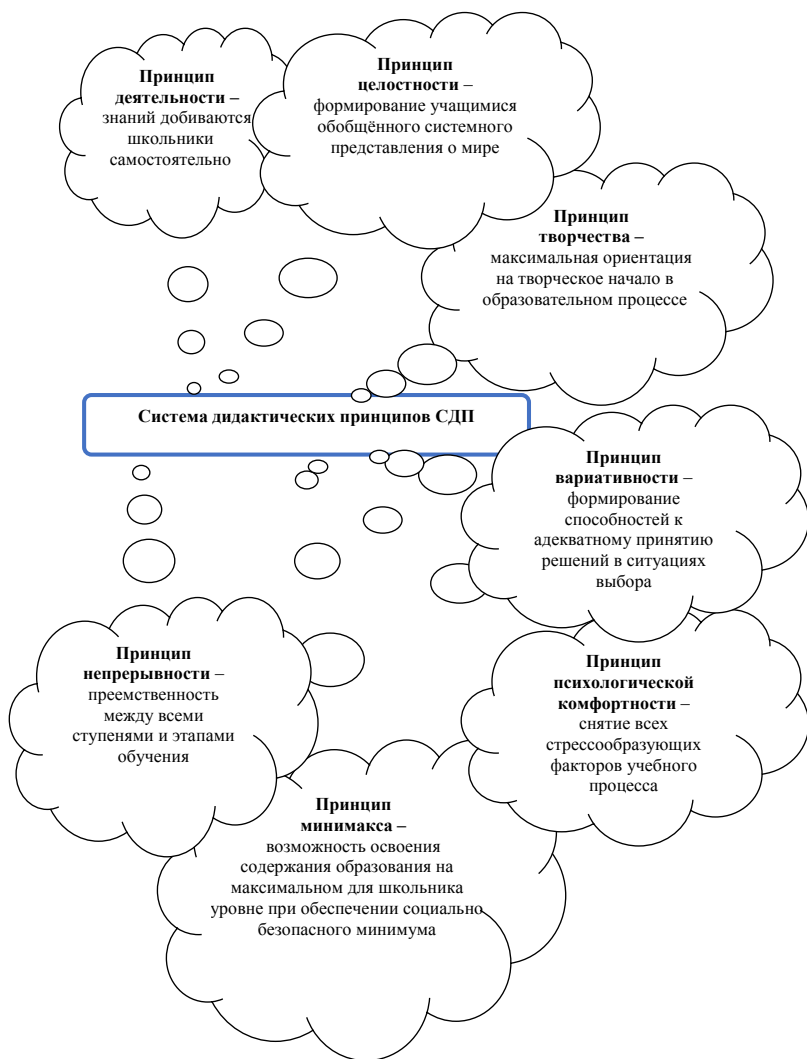 Принцип
деятельности –
знаний добиваются
школьники
самостоятельно
Принцип
целостности –
формирование учащимися
обобщённого системного
представления о мире
Принцип
творчества –
максимальная ориентация
на творческое начало в
образовательном процессе
Система дидактических принципов СДП
Принцип
вариативности –
формирование
способностей к
адекватному принятию
решений в ситуациях
выбора
Принцип
непрерывности –
преемственность
между всеми
ступенями и этапами
обучения
Принцип
психологической
комфортности –
снятие всех
стрессообразующих
факторов учебного
процесса
Принцип
минимакса –
возможность освоения
содержания образования на
максимальном для школьника
уровне при обеспечении социально
безопасного минимума